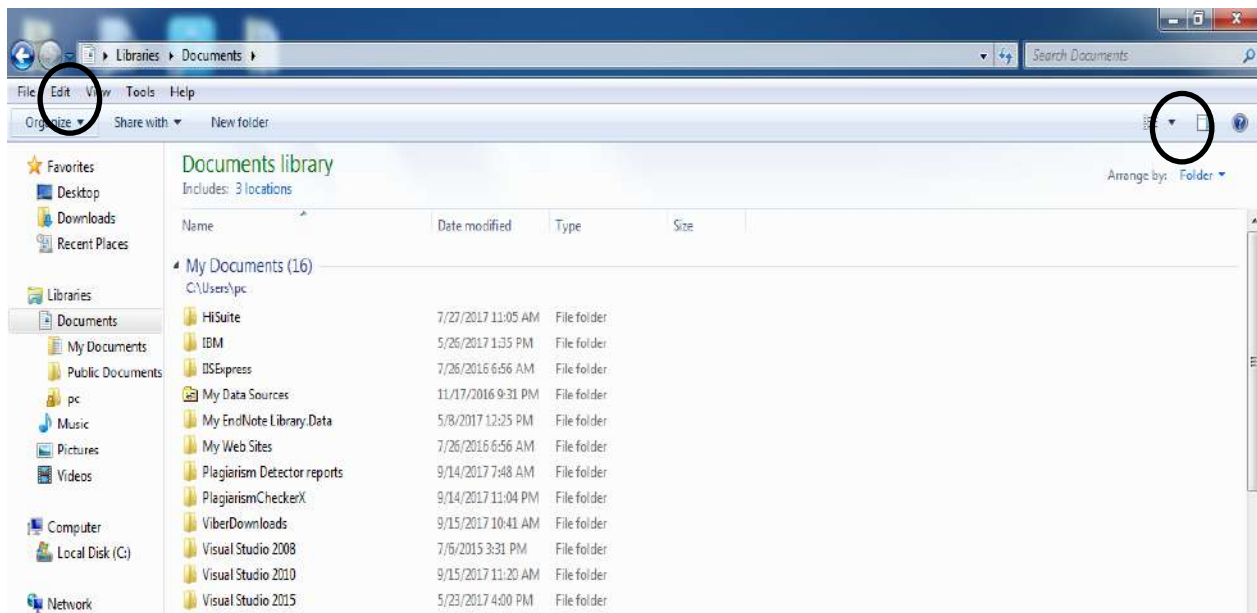 Libraries ▸ Documents ▸ Search Documents
File Edit View Tools Help
Organize ▾ Share with ▾ New folder
Favorites
Desktop
Downloads
Recent Places
Libraries
Documents
My Documents
Public Documents
pc
Music
Pictures
Videos
Computer
Local Disk (C:)
Network
Documents library
Includes: 3 locations
Arrange by: Folder ▾
Name Date modified Type Size
My Documents (16)
C:\Users\pc
HiSuite 7/27/2017 11:05 AM File folder
IBM 5/26/2017 1:35 PM File folder
IISExpress 7/26/2016 6:56 AM File folder
My Data Sources 11/17/2016 9:31 PM File folder
My EndNote Library.Data 5/8/2017 12:25 PM File folder
My Web Sites 7/26/2016 6:56 AM File folder
Plagiarism Detector reports 9/14/2017 7:48 AM File folder
PlagiarismCheckerX 9/14/2017 11:04 PM File folder
ViberDownloads 9/15/2017 10:41 AM File folder
Visual Studio 2008 7/6/2015 3:31 PM File folder
Visual Studio 2010 9/15/2017 11:20 AM File folder
Visual Studio 2015 5/23/2017 4:00 PM File folder